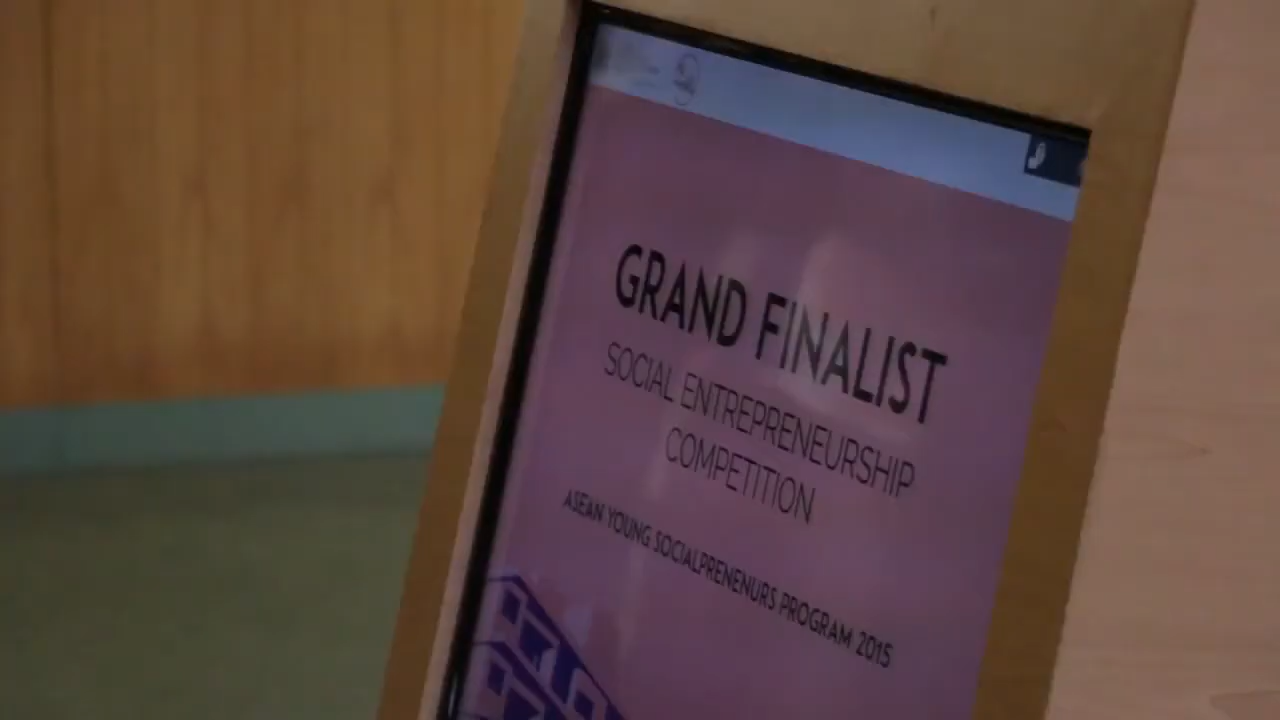 GRAND FINALIST
SOCIAL ENTREPRENEURSHIP
COMPETITION
ASEAN YOUNG SOCIALPRENENURS PROGRAM 2015